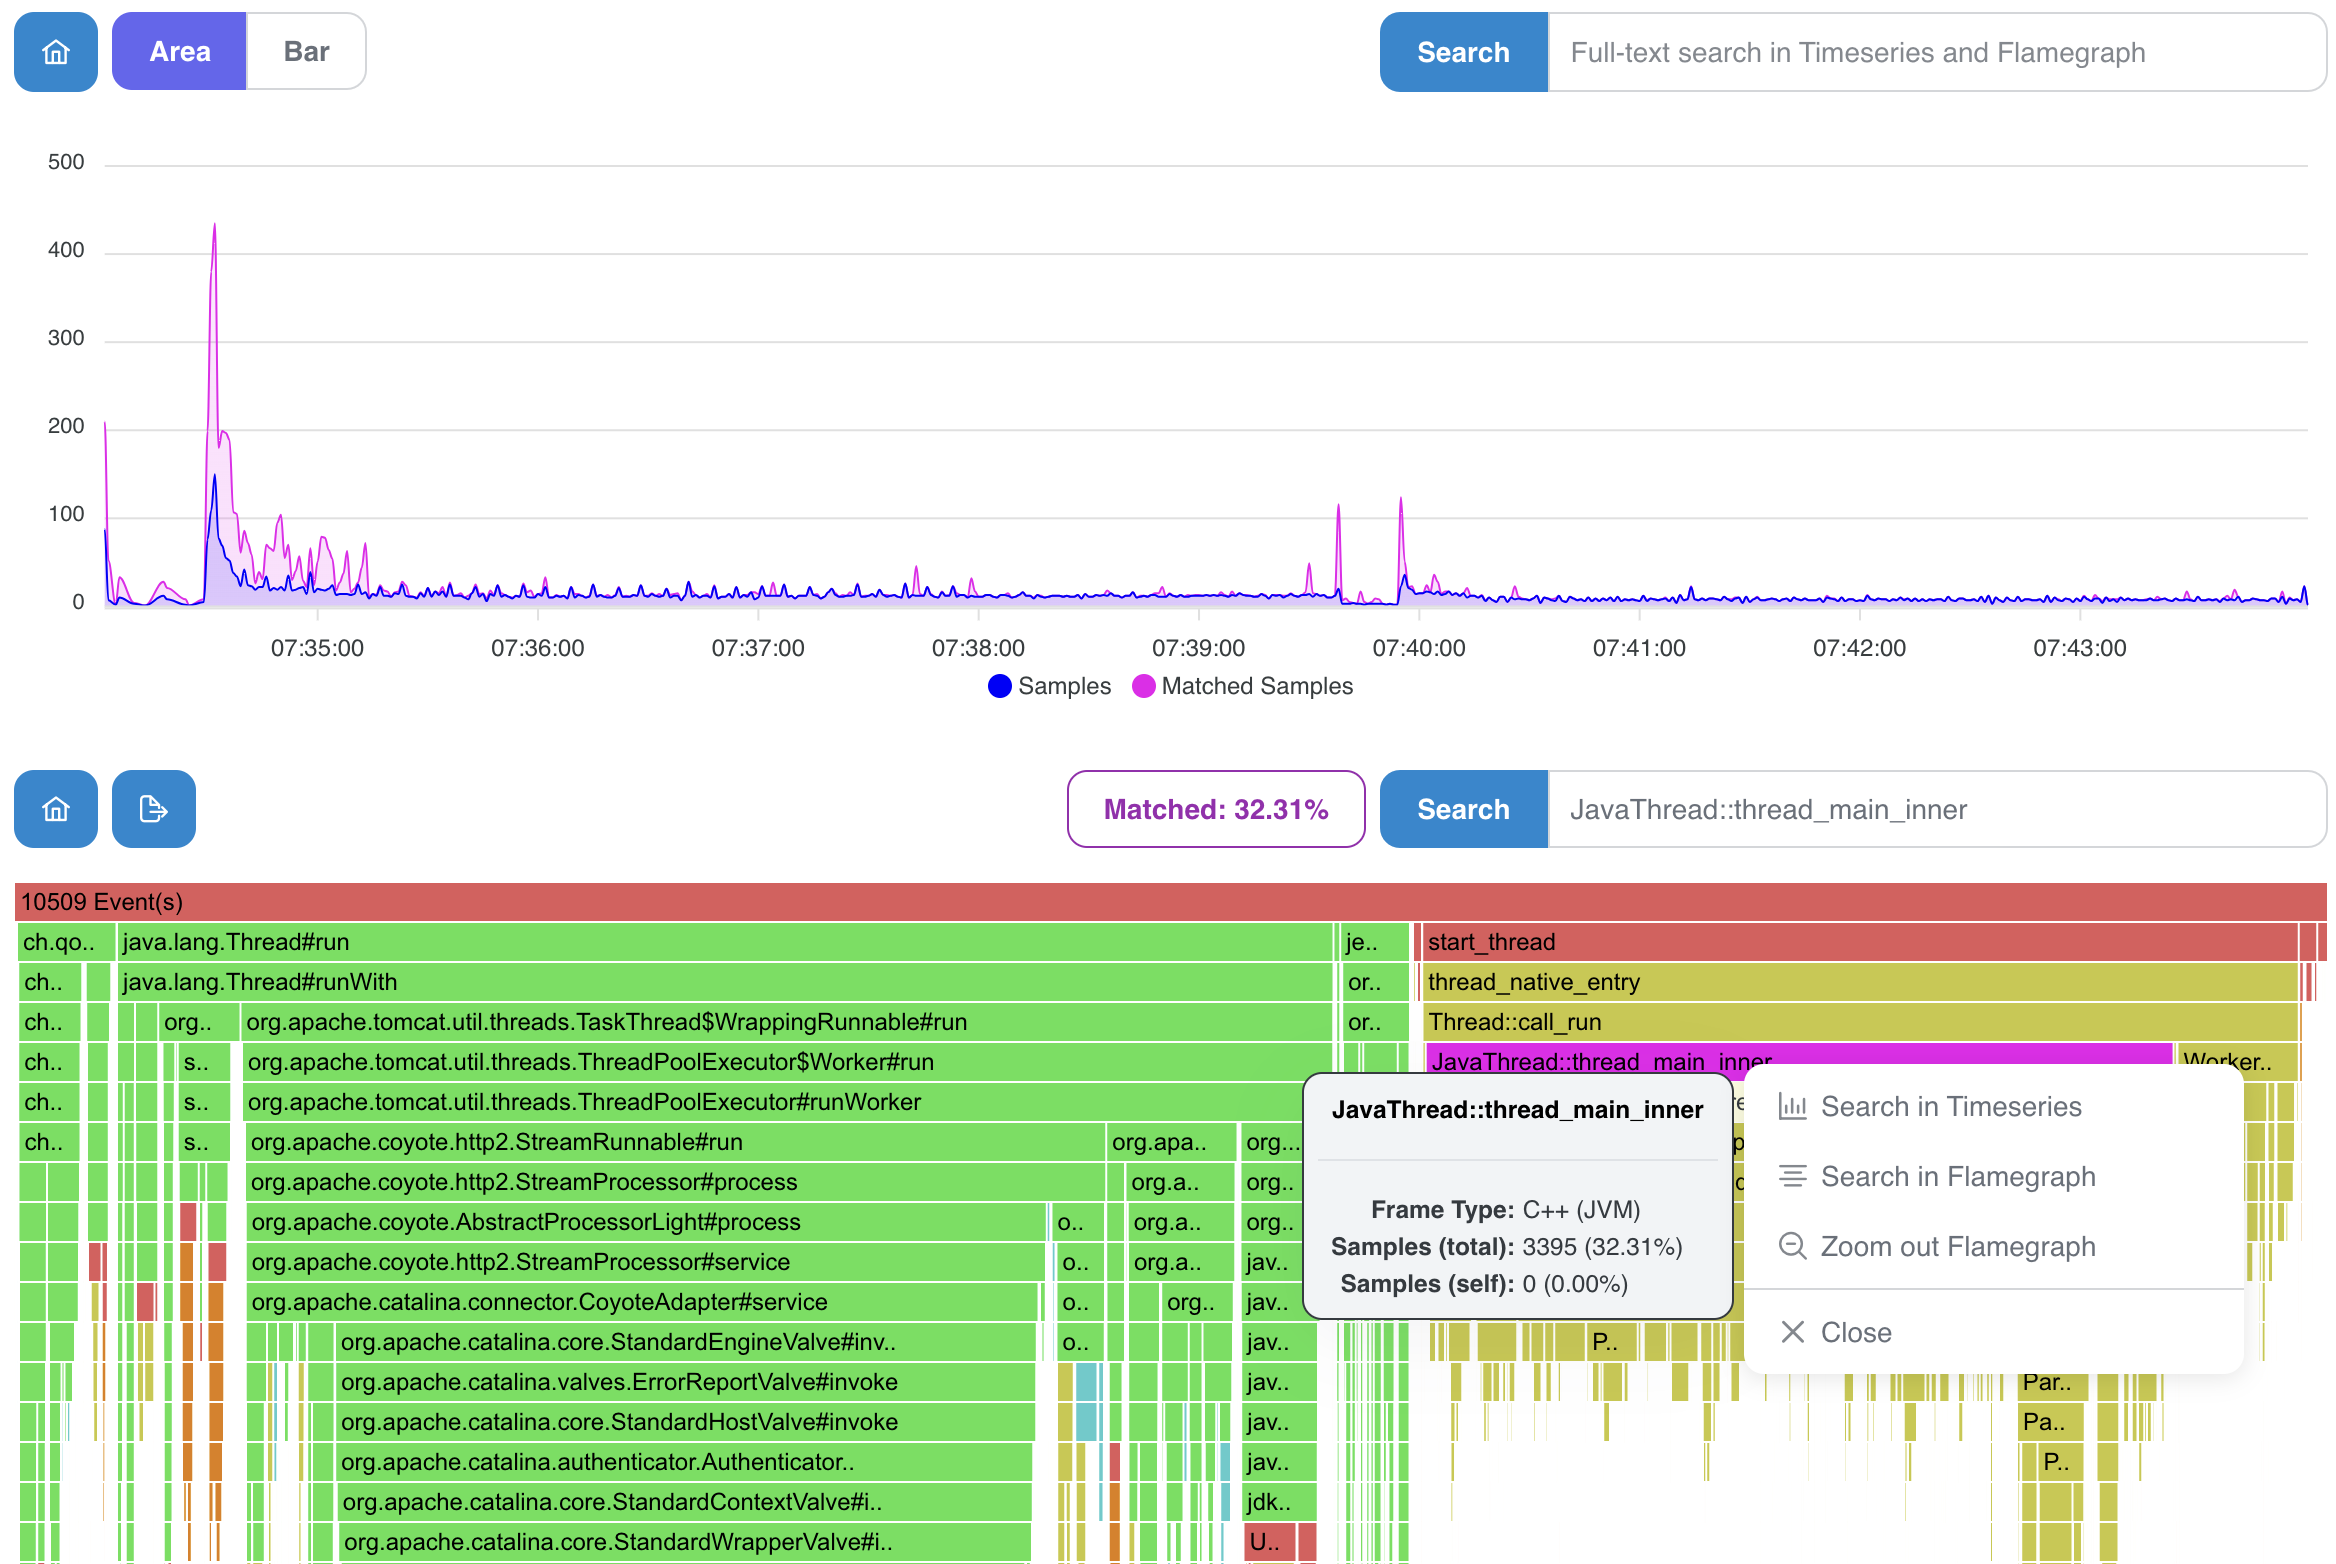 Area
Bar
Search
Full-text search in Timeseries and Flamegraph
500
400
300
200
100
0
07:35:00
07:36:00
07:37:00
07:38:00
07:39:00
07:40:00
07:41:00
07:42:00
07:43:00
Samples
Matched Samples
Matched: 32.31%
Search
JavaThread::thread_main_inner
10509 Event(s)
ch.qo..
java.lang.Thread#run
je..
start_thread
ch..
java.lang.Thread#runWith
or..
thread_native_entry
ch..
org..
org.apache.tomcat.util.threads.TaskThread$WrappingRunnable#run
or..
Thread::call_run
ch..
s..
org.apache.tomcat.util.threads.ThreadPoolExecutor$Worker#run
JavaThread::thread_main_inner
Worker..
ch..
s..
org.apache.tomcat.util.threads.ThreadPoolExecutor#runWorker
ch..
s..
org.apache.coyote.http2.StreamRunnable#run
org.apa..
org...
org.apache.coyote.http2.StreamProcessor#process
org.a..
org..
org.apache.coyote.AbstractProcessorLight#process
o..
org.a..
org..
org.apache.coyote.http2.StreamProcessor#service
o..
org.a..
jav..
org.apache.catalina.connector.CoyoteAdapter#service
o..
org..
jav..
org.apache.catalina.core.StandardEngineValve#inv..
o..
jav..
P..
org.apache.catalina.valves.ErrorReportValve#invoke
jav..
Par..
org.apache.catalina.core.StandardHostValve#invoke
jav..
Pa..
org.apache.catalina.authenticator.Authenticator..
jav..
P..
org.apache.catalina.core.StandardContextValve#i..
jdk..
org.apache.catalina.core.StandardWrapperValve#i..
U..
JavaThread::thread_main_inner
Frame Type: C++ (JVM)
Samples (total): 3395 (32.31%)
Samples (self): 0 (0.00%)
Search in Timeseries
Search in Flamegraph
Zoom out Flamegraph
Close